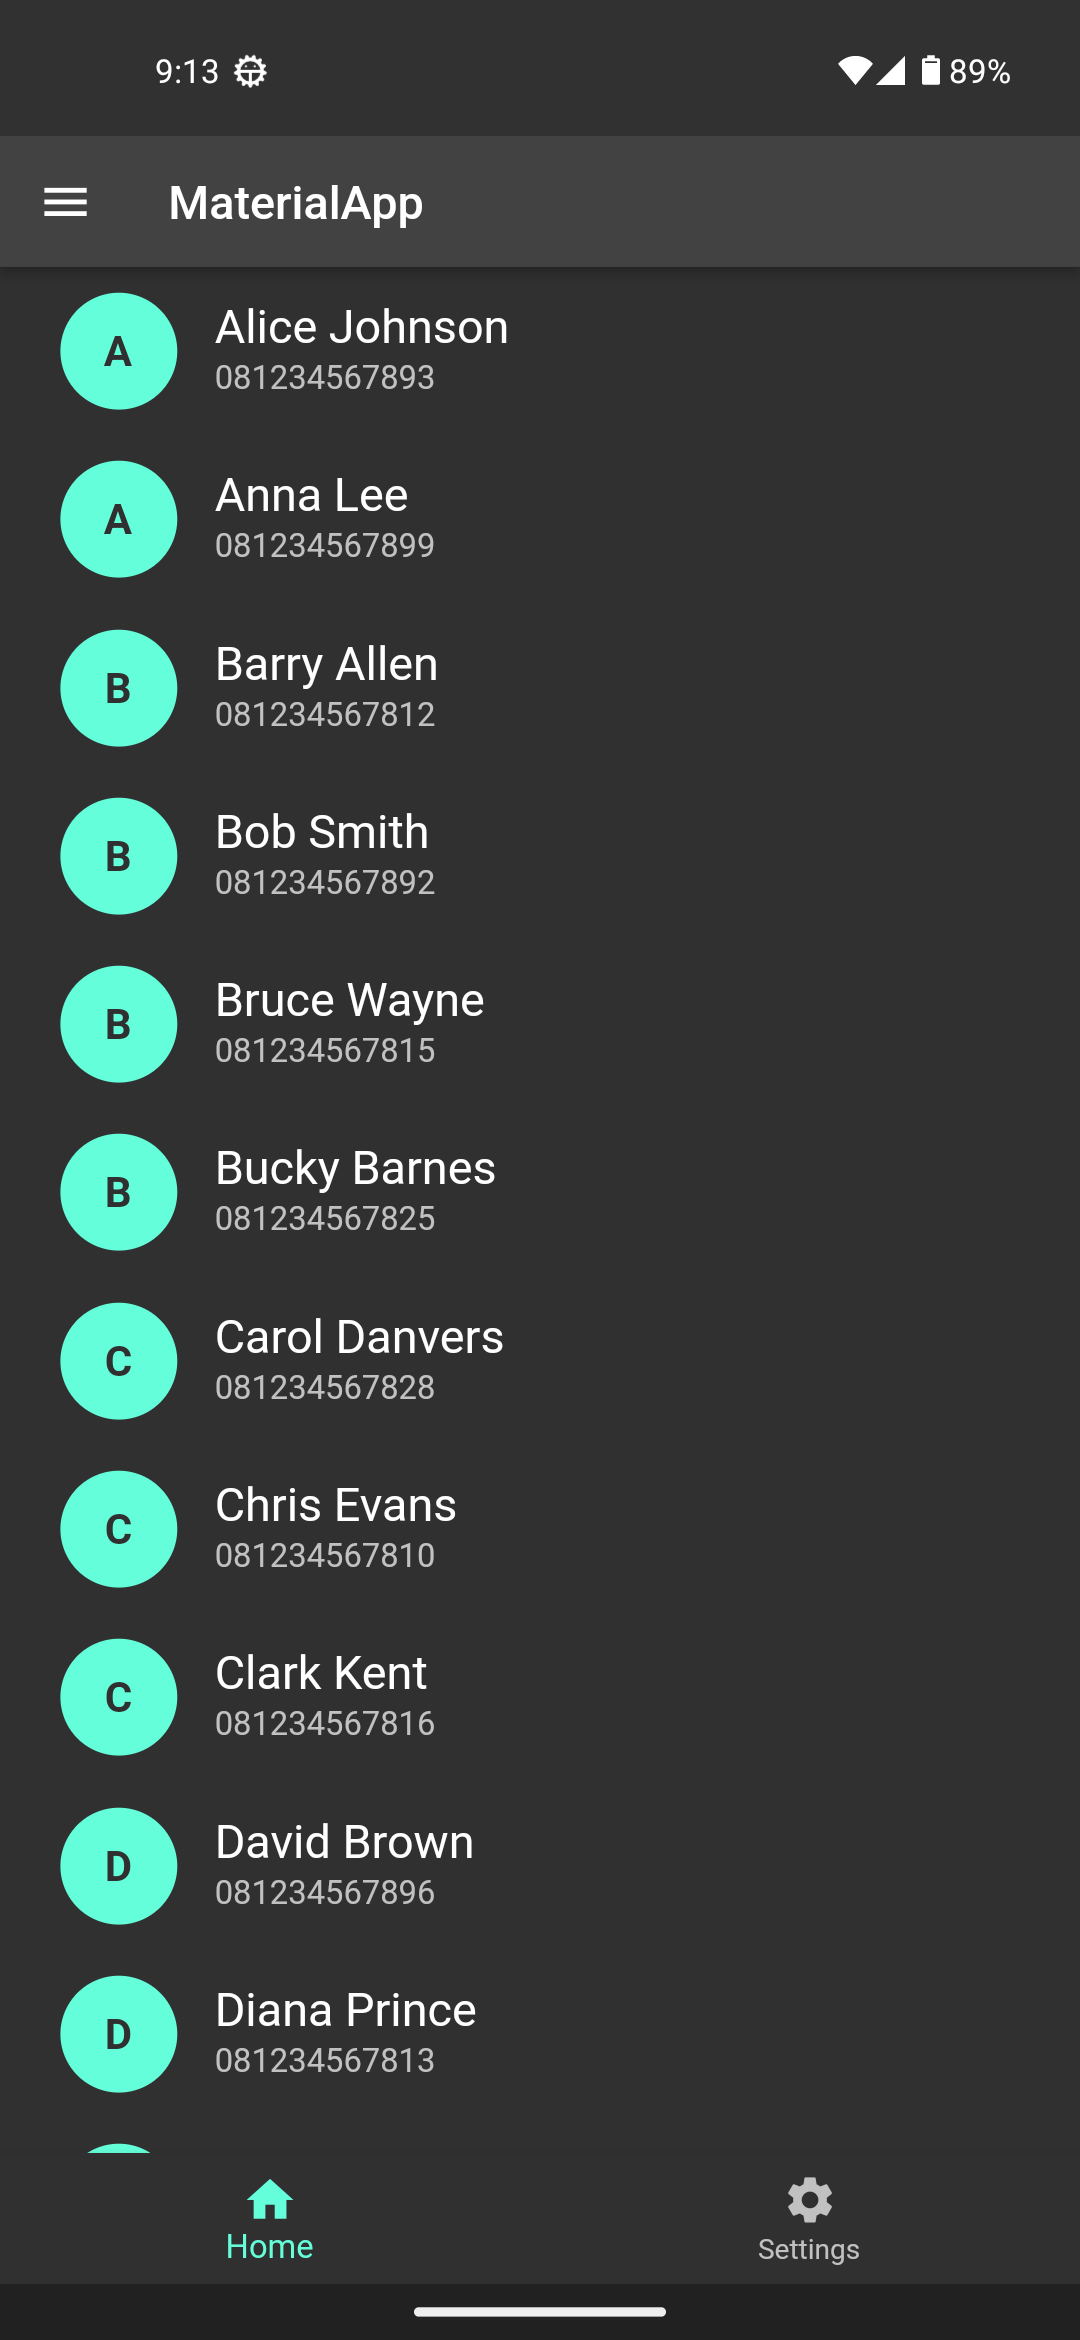 9:13
89%
MaterialApp
A
Alice Johnson
081234567893
A
Anna Lee
081234567899
B
Barry Allen
081234567812
B
Bob Smith
081234567892
B
Bruce Wayne
081234567815
B
Bucky Barnes
081234567825
C
Carol Danvers
081234567828
C
Chris Evans
081234567810
C
Clark Kent
081234567816
D
David Brown
081234567896
D
Diana Prince
081234567813
Home
Settings